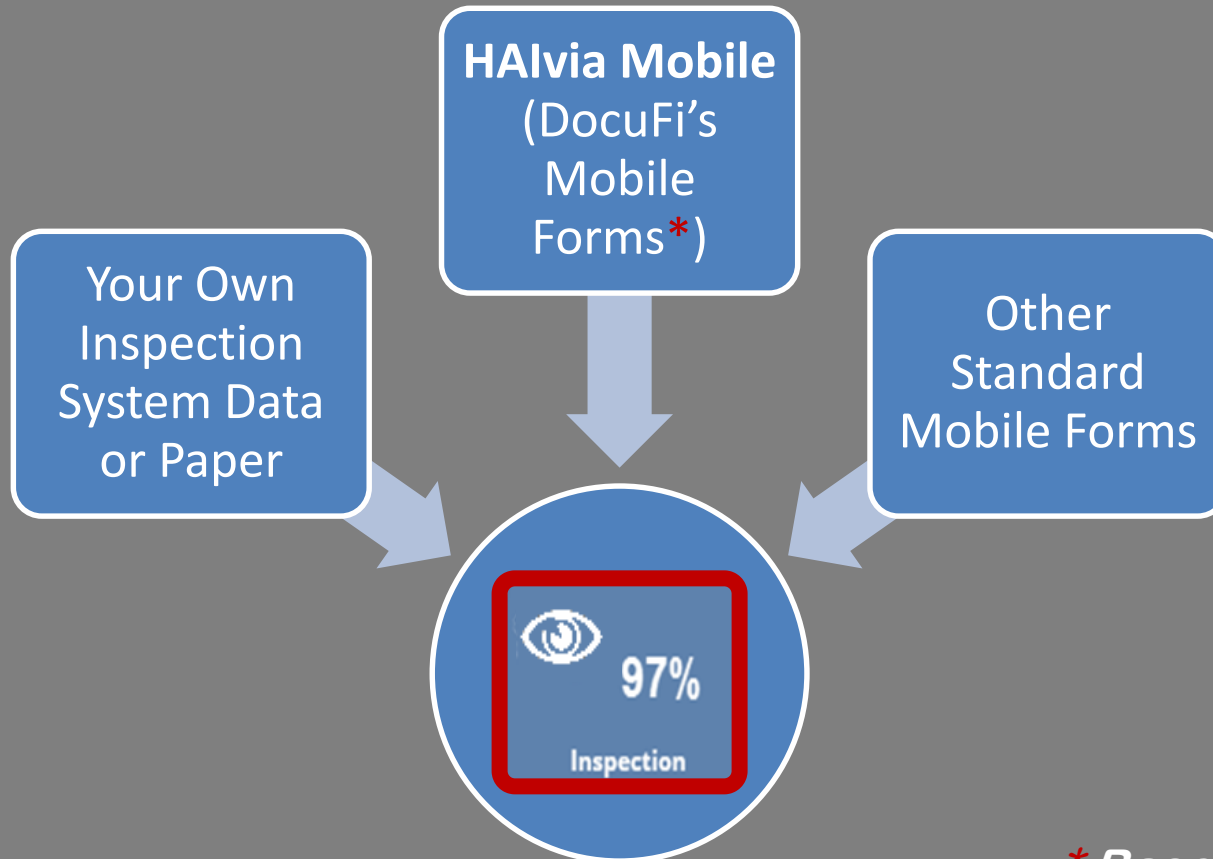 HAIvia Mobile
(DocuFi’s
Mobile
Forms*)
Your Own
Inspection
System Data
or Paper
Other
Standard
Mobile Forms
97%
Inspection
*